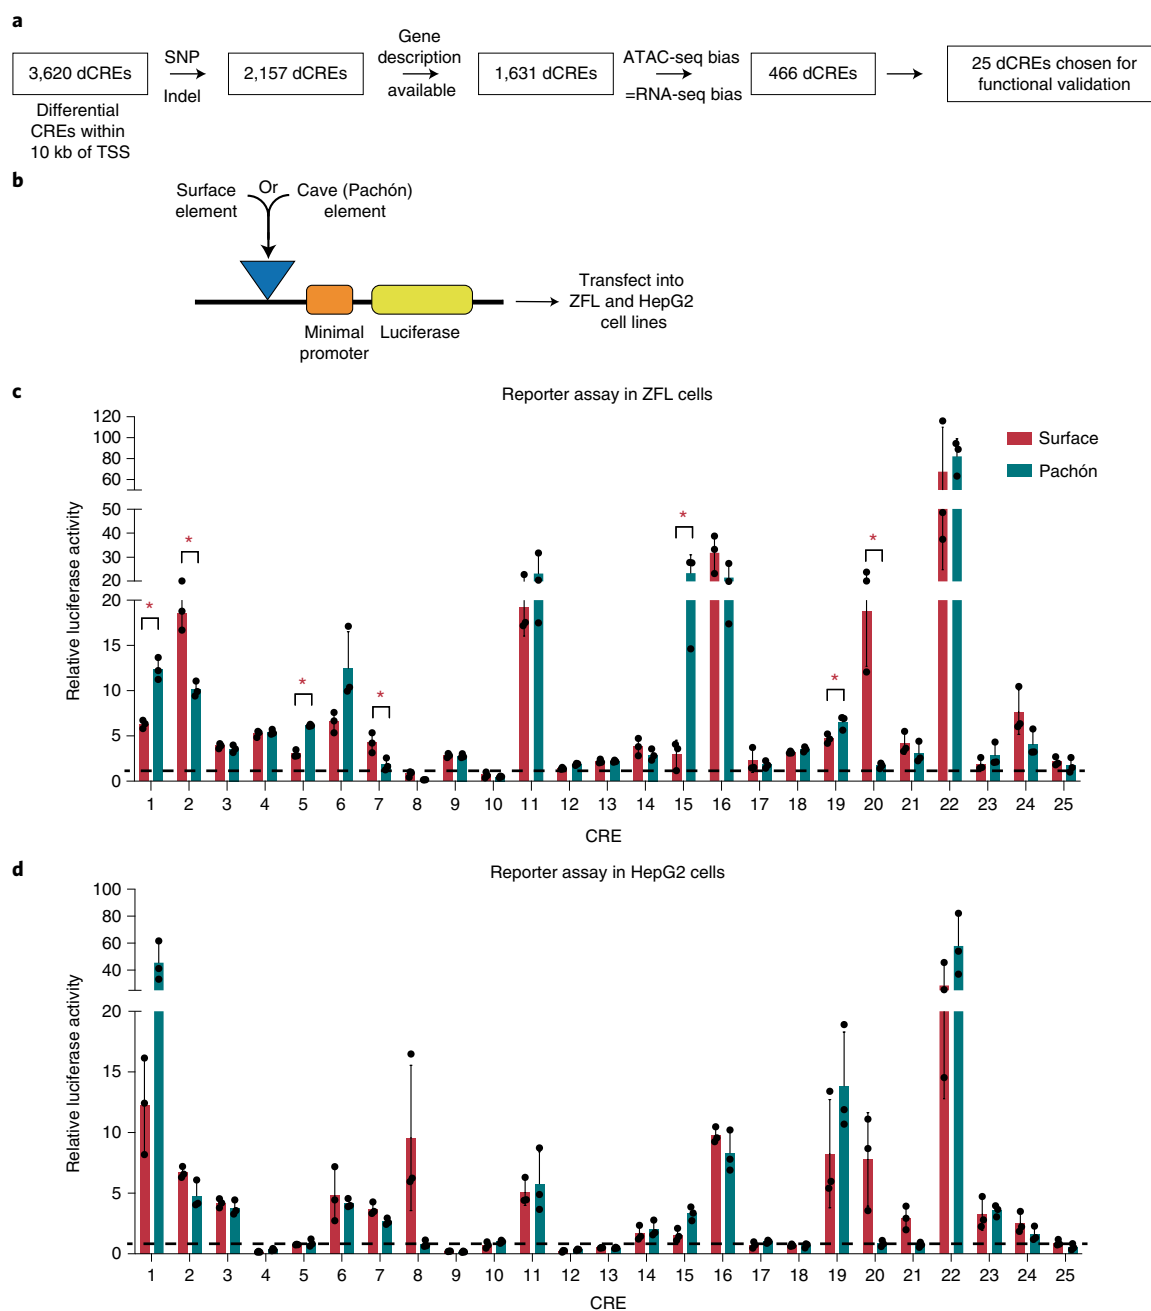 a
3,620 dCREs
SNP
Indel
2,157 dCREs
Gene
description
available
1,631 dCREs
ATAC-seq bias
=RNA-seq bias
466 dCREs
25 dCREs chosen for
functional validation
Differential
CREs within
10 kb of TSS
b
Surface
element
Or
Cave (Pachón)
element
Minimal
promoter
Luciferase
Transfect into
ZFL and HepG2
cell lines
c
Reporter assay in ZFL cells
Relative luciferase activity
120
100
80
60
50
40
30
20
20
15
10
5
0
* * * * * * *
Surface
Pachón
1 2 3 4 5 6 7 8 9 10 11 12 13 14 15 16 17 18 19 20 21 22 23 24 25
CRE
d
Reporter assay in HepG2 cells
Relative luciferase activity
100
80
60
40
20
15
10
5
0
1 2 3 4 5 6 7 8 9 10 11 12 13 14 15 16 17 18 19 20 21 22 23 24 25
CRE